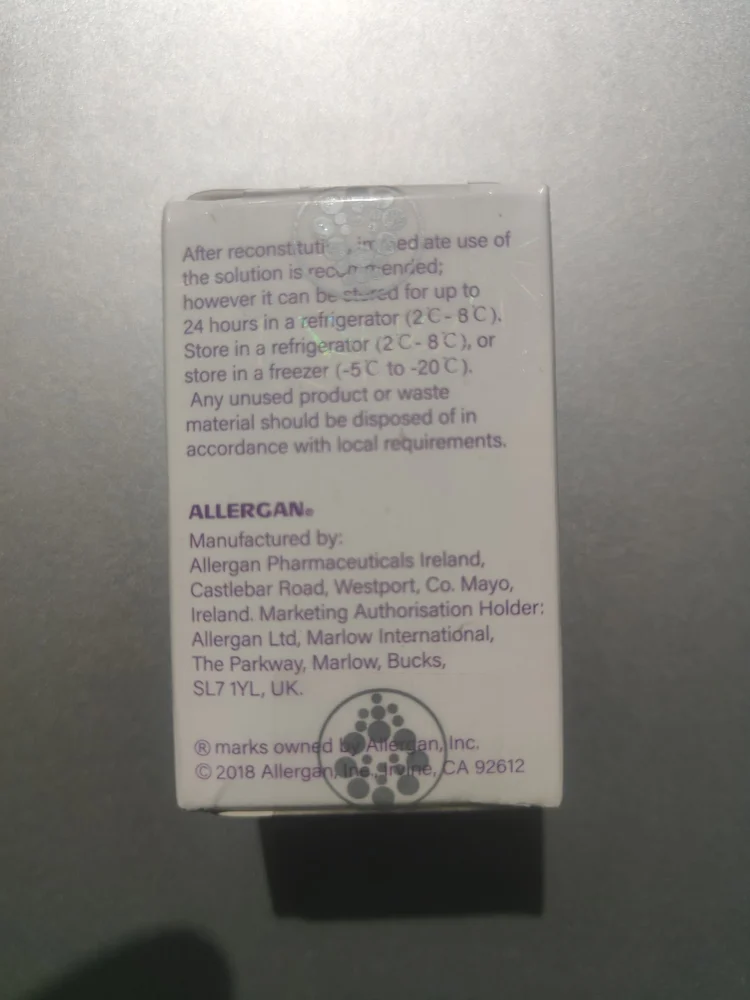 After reconstitution, immediate use of
the solution is recommended;
however it can be stored for up to
24 hours in a refrigerator (2℃- 8℃).
Store in a refrigerator (2℃- 8℃), or
store in a freezer (-5℃ to -20℃).
Any unused product or waste
material should be disposed of in
accordance with local requirements.
ALLERGAN®
Manufactured by:
Allergan Pharmaceuticals Ireland,
Castlebar Road, Westport, Co. Mayo,
Ireland. Marketing Authorisation Holder:
Allergan Ltd, Marlow International,
The Parkway, Marlow, Bucks,
SL7 1YL, UK.
® marks owned by Allergan, Inc.
© 2018 Allergan, Inc., Irvine, CA 92612